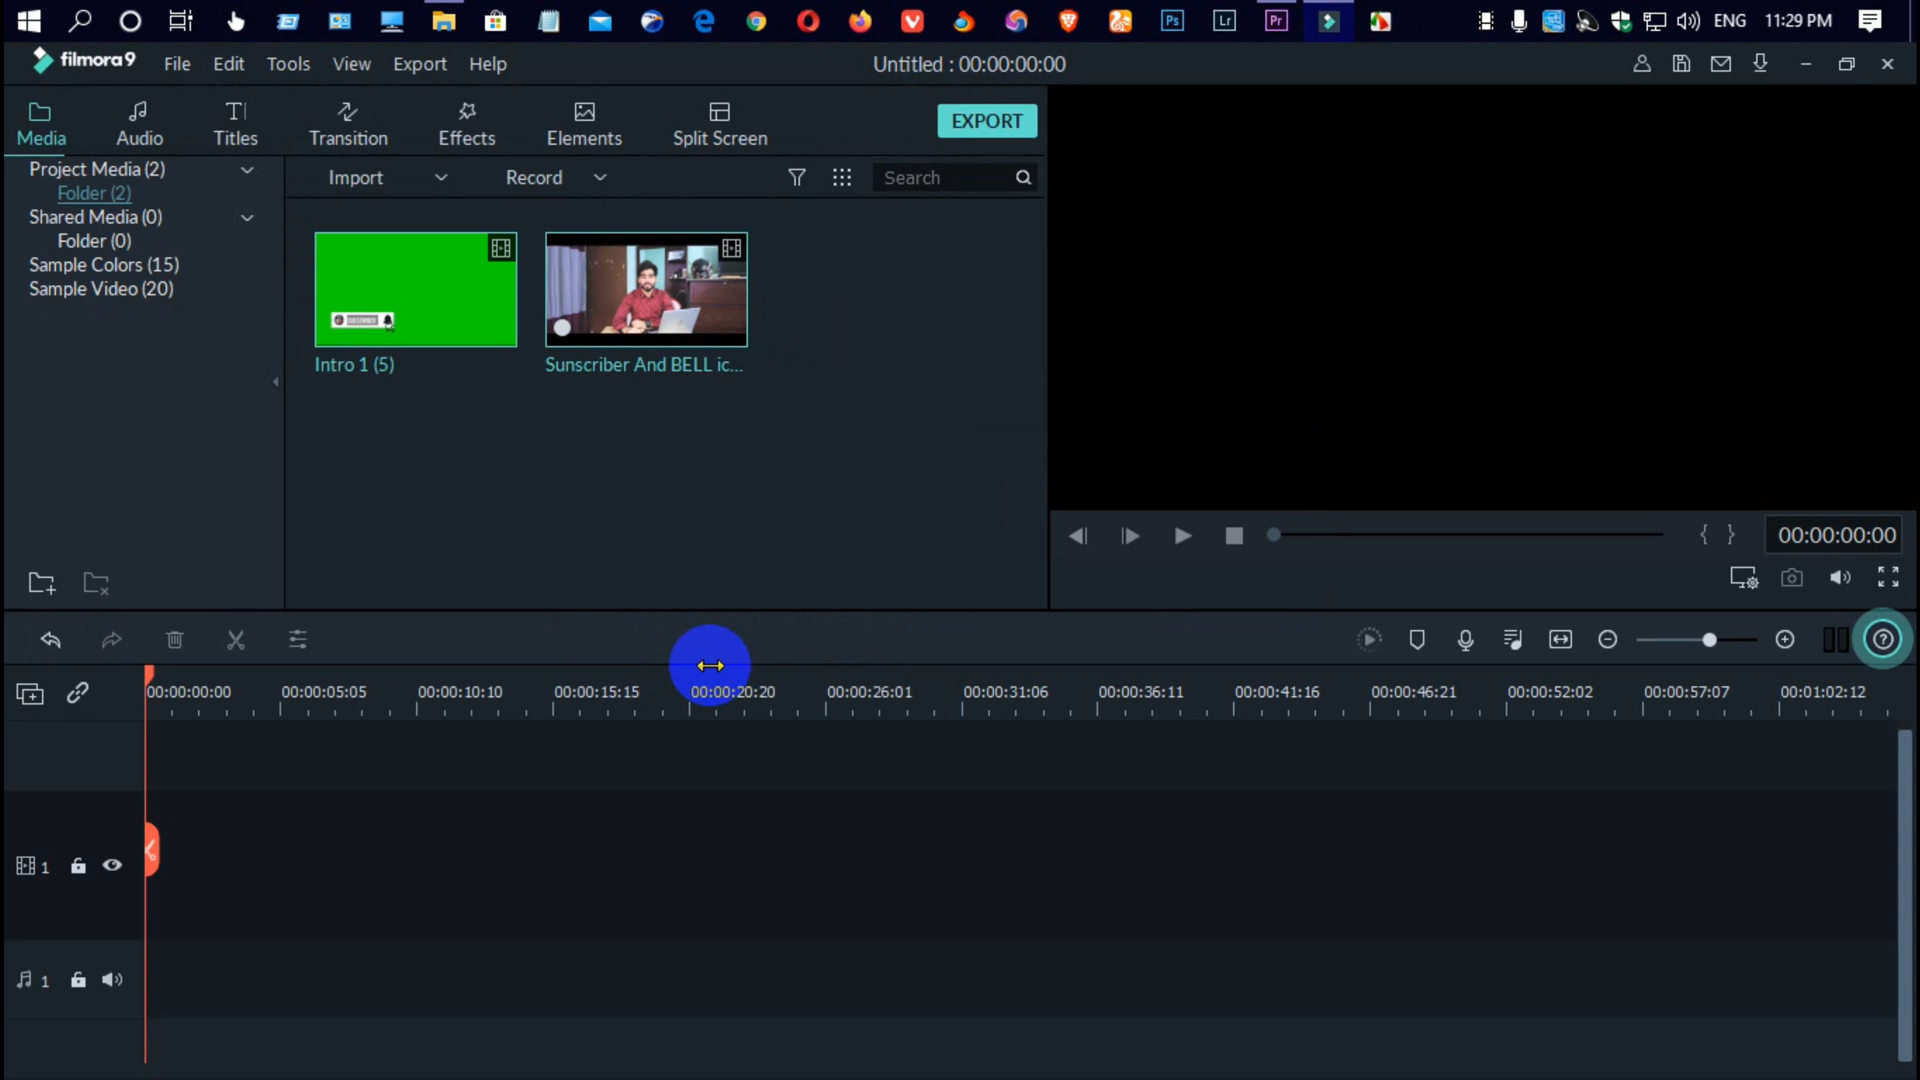 Ps Lr Pr ENG 11:29 PM
filmora9 File Edit Tools View Export Help Untitled : 00:00:00:00
Media Audio Titles Transition Effects Elements Split Screen EXPORT
Project Media (2) Import Record Search
Folder (2)
Shared Media (0)
Folder (0)
Sample Colors (15)
Sample Video (20)
SUBSCRIBED
Intro 1 (5) Sunscriber And BELL ic...
00:00:00:00
00:00:00:00 00:00:05:05 00:00:10:10 00:00:15:15 00:00:20:20 00:00:26:01 00:00:31:06 00:00:36:11 00:00:41:16 00:00:46:21 00:00:52:02 00:00:57:07 00:01:02:12
1
1